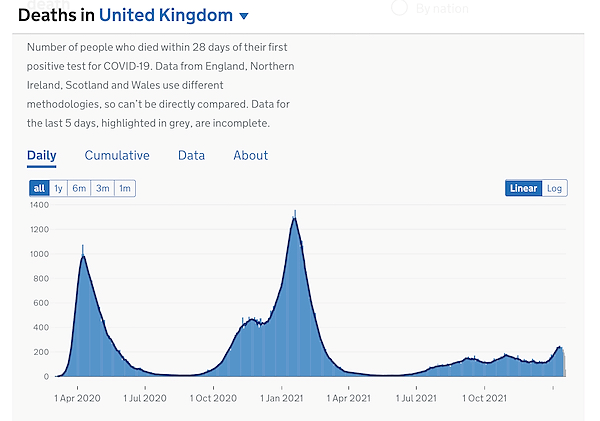 death
By nation
Deaths in United Kingdom
Number of people who died within 28 days of their first
positive test for COVID-19. Data from England, Northern
Ireland, Scotland and Wales use different
methodologies, so can't be directly compared. Data for
the last 5 days, highlighted in grey, are incomplete.
Daily Cumulative Data About
all 1y 6m 3m 1m Linear Log
1400
1200
1000
800
600
400
200
0
1 Apr 2020 1 Jul 2020 1 Oct 2020 1 Jan 2021 1 Apr 2021 1 Jul 2021 1 Oct 2021